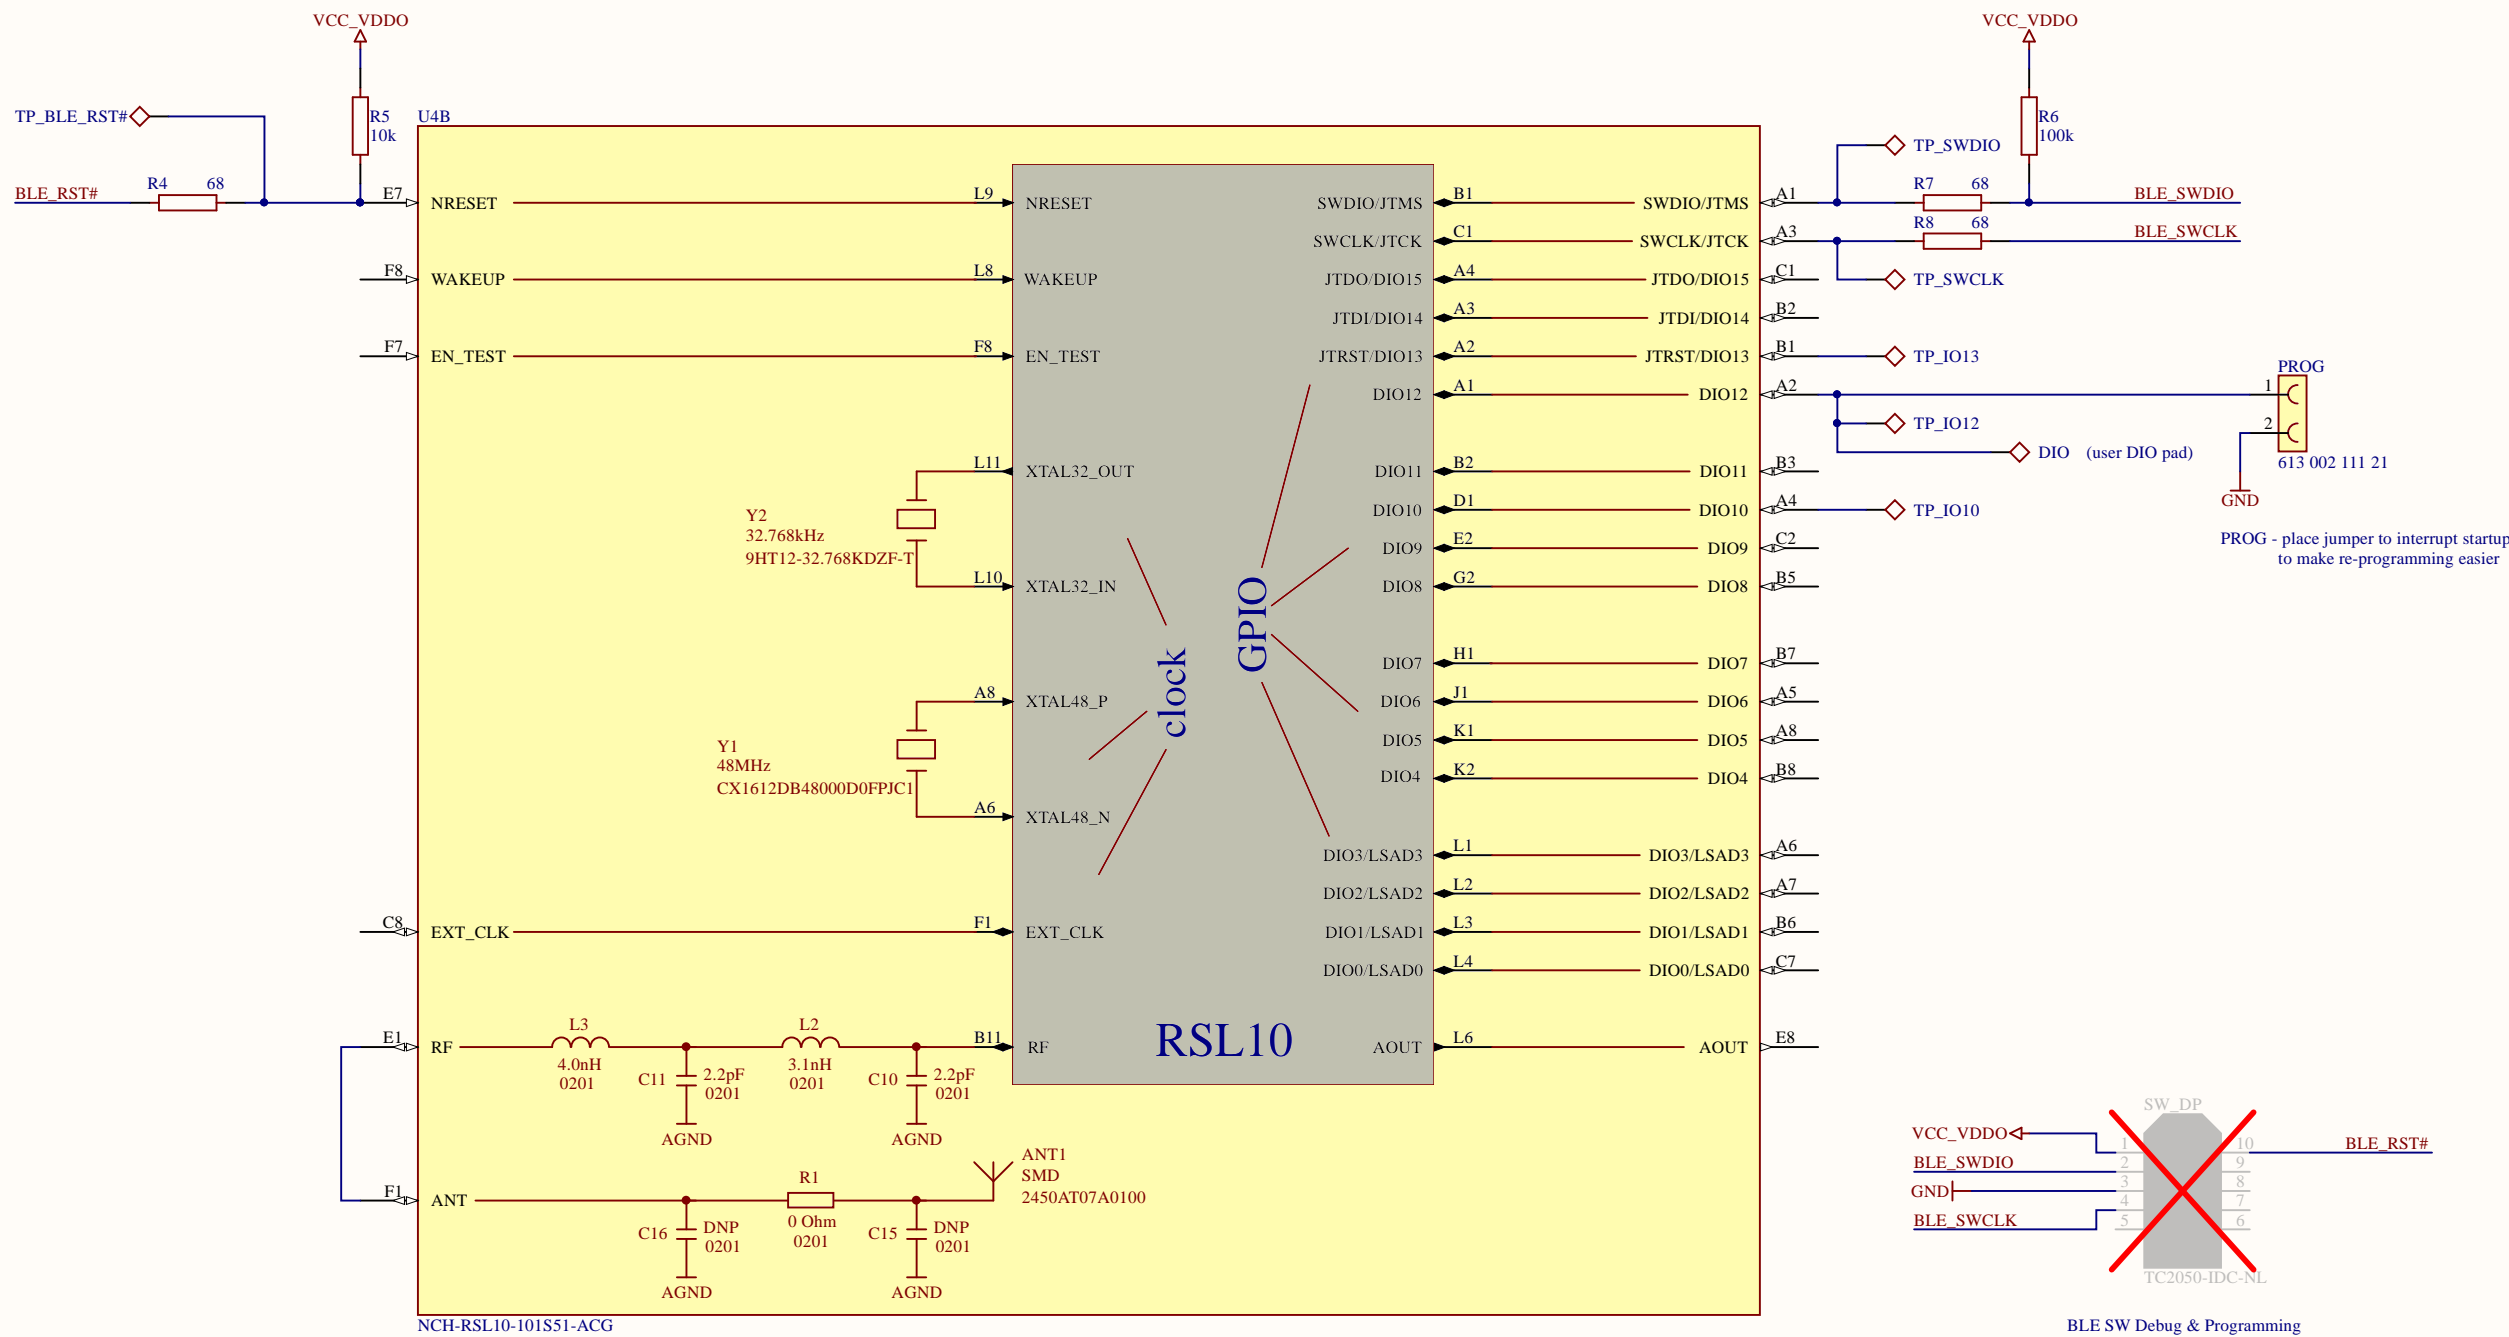 VCC_VDDO
VCC_VDDO
TP_BLE_RST#
R5
10k
U4B
R6
100k
TP_SWDIO
BLE_RST#
R4 68
E7 NRESET
L9 NRESET
SWDIO/JTMS B1
SWDIO/JTMS A1
R7 68
BLE_SWDIO
SWCLK/JTCK C1
SWCLK/JTCK A3
R8 68
BLE_SWCLK
F8 WAKEUP
L8 WAKEUP
JTDO/DIO15 A4
JTDO/DIO15 C1
TP_SWCLK
JTDI/DIO14 A3
JTDI/DIO14 B2
F7 EN_TEST
F8 EN_TEST
JTRST/DIO13 A2
JTRST/DIO13 B1
TP_IO13
PROG
DIO12 A1
DIO12 A2
1
TP_IO12
2
DIO (user DIO pad)
613 002 111 21
L11 XTAL32_OUT
DIO11 B2
DIO11 B3
GND
Y2
32.768kHz
9HT12-32.768KDZF-T
DIO10 D1
DIO10 A4
TP_IO10
PROG - place jumper to interrupt startup
to make re-programming easier
DIO9 E2
DIO9 C2
L10 XTAL32_IN
DIO8 G2
DIO8 B5
GPIO
clock
DIO7 H1
DIO7 B7
A8 XTAL48_P
DIO6 J1
DIO6 A5
Y1
48MHz
CX1612DB48000D0FPJC1
DIO5 K1
DIO5 A8
DIO4 K2
DIO4 B8
A6 XTAL48_N
DIO3/LSAD3 L1
DIO3/LSAD3 A6
DIO2/LSAD2 L2
DIO2/LSAD2 A7
C8 EXT_CLK
F1 EXT_CLK
DIO1/LSAD1 L3
DIO1/LSAD1 B6
DIO0/LSAD0 L4
DIO0/LSAD0 C7
E1 RF
L3
4.0nH
0201
C11 2.2pF
0201
AGND
L2
3.1nH
0201
C10 2.2pF
0201
AGND
B11 RF
RSL10
AOUT L6
AOUT E8
F1 ANT
C16 DNP
0201
AGND
R1
0 Ohm
0201
C15 DNP
0201
AGND
ANT1
SMD
2450AT07A0100
NCH-RSL10-101S51-ACG
SW_DP
VCC_VDDO 1
10 BLE_RST#
BLE_SWDIO 2
9
GND 3
8
4
7
BLE_SWCLK 5
6
TC2050-IDC-NL
BLE SW Debug & Programming